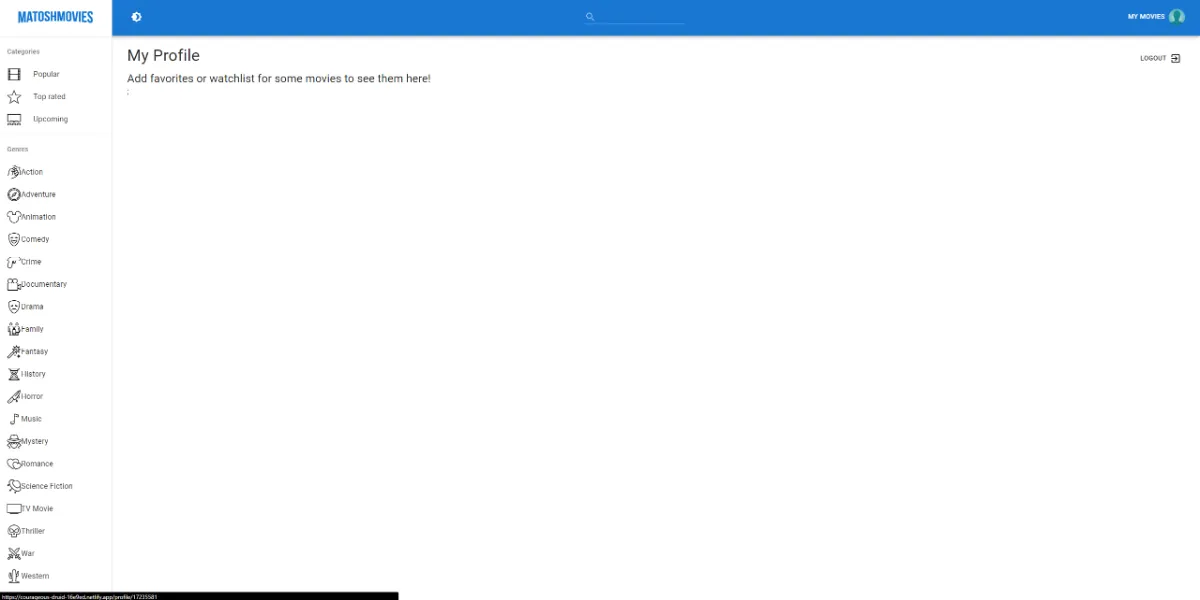 MATOSHMOVIES
MY MOVIES
Categories
Popular
Top rated
Upcoming
Genres
Action
Adventure
Animation
Comedy
Crime
Documentary
Drama
Family
Fantasy
History
Horror
Music
Mystery
Romance
Science Fiction
TV Movie
Thriller
War
Western
My Profile
LOGOUT
Add favorites or watchlist for some movies to see them here!
:
https://courageous-druid-16e9ed.netlify.app/profile/17235581